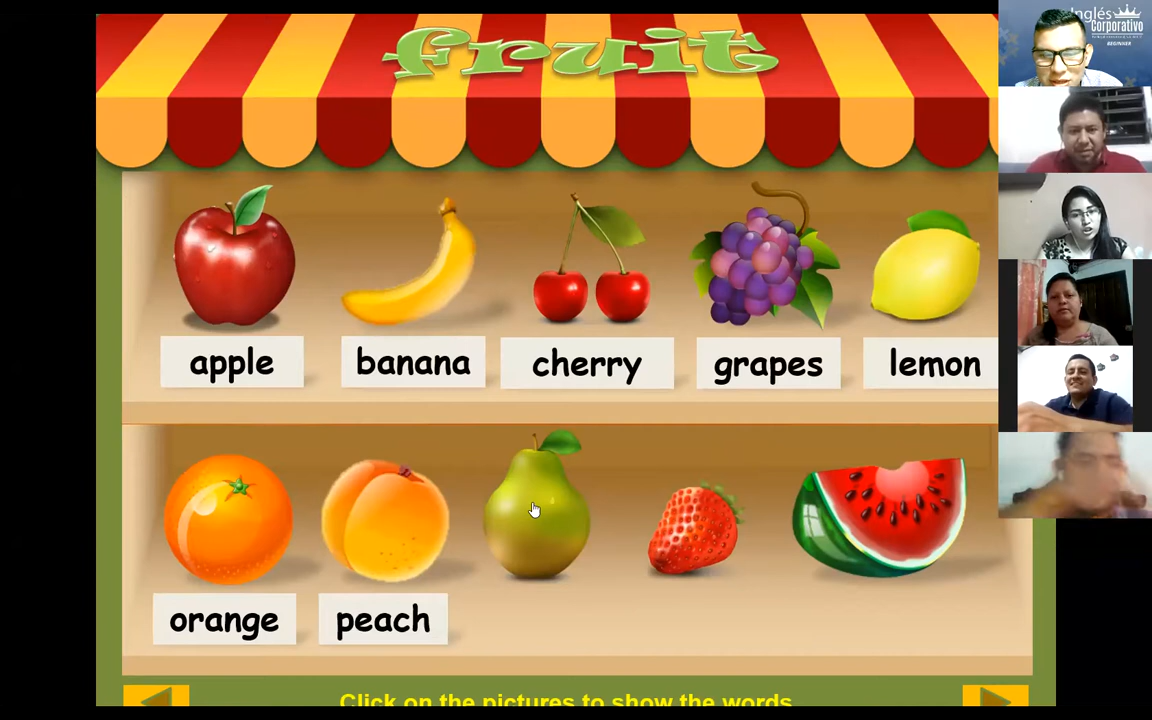 fruit
Inglés
Corporativo
BEGINNER
apple
banana
cherry
grapes
lemon
orange
peach
Click on the pictures to show the words